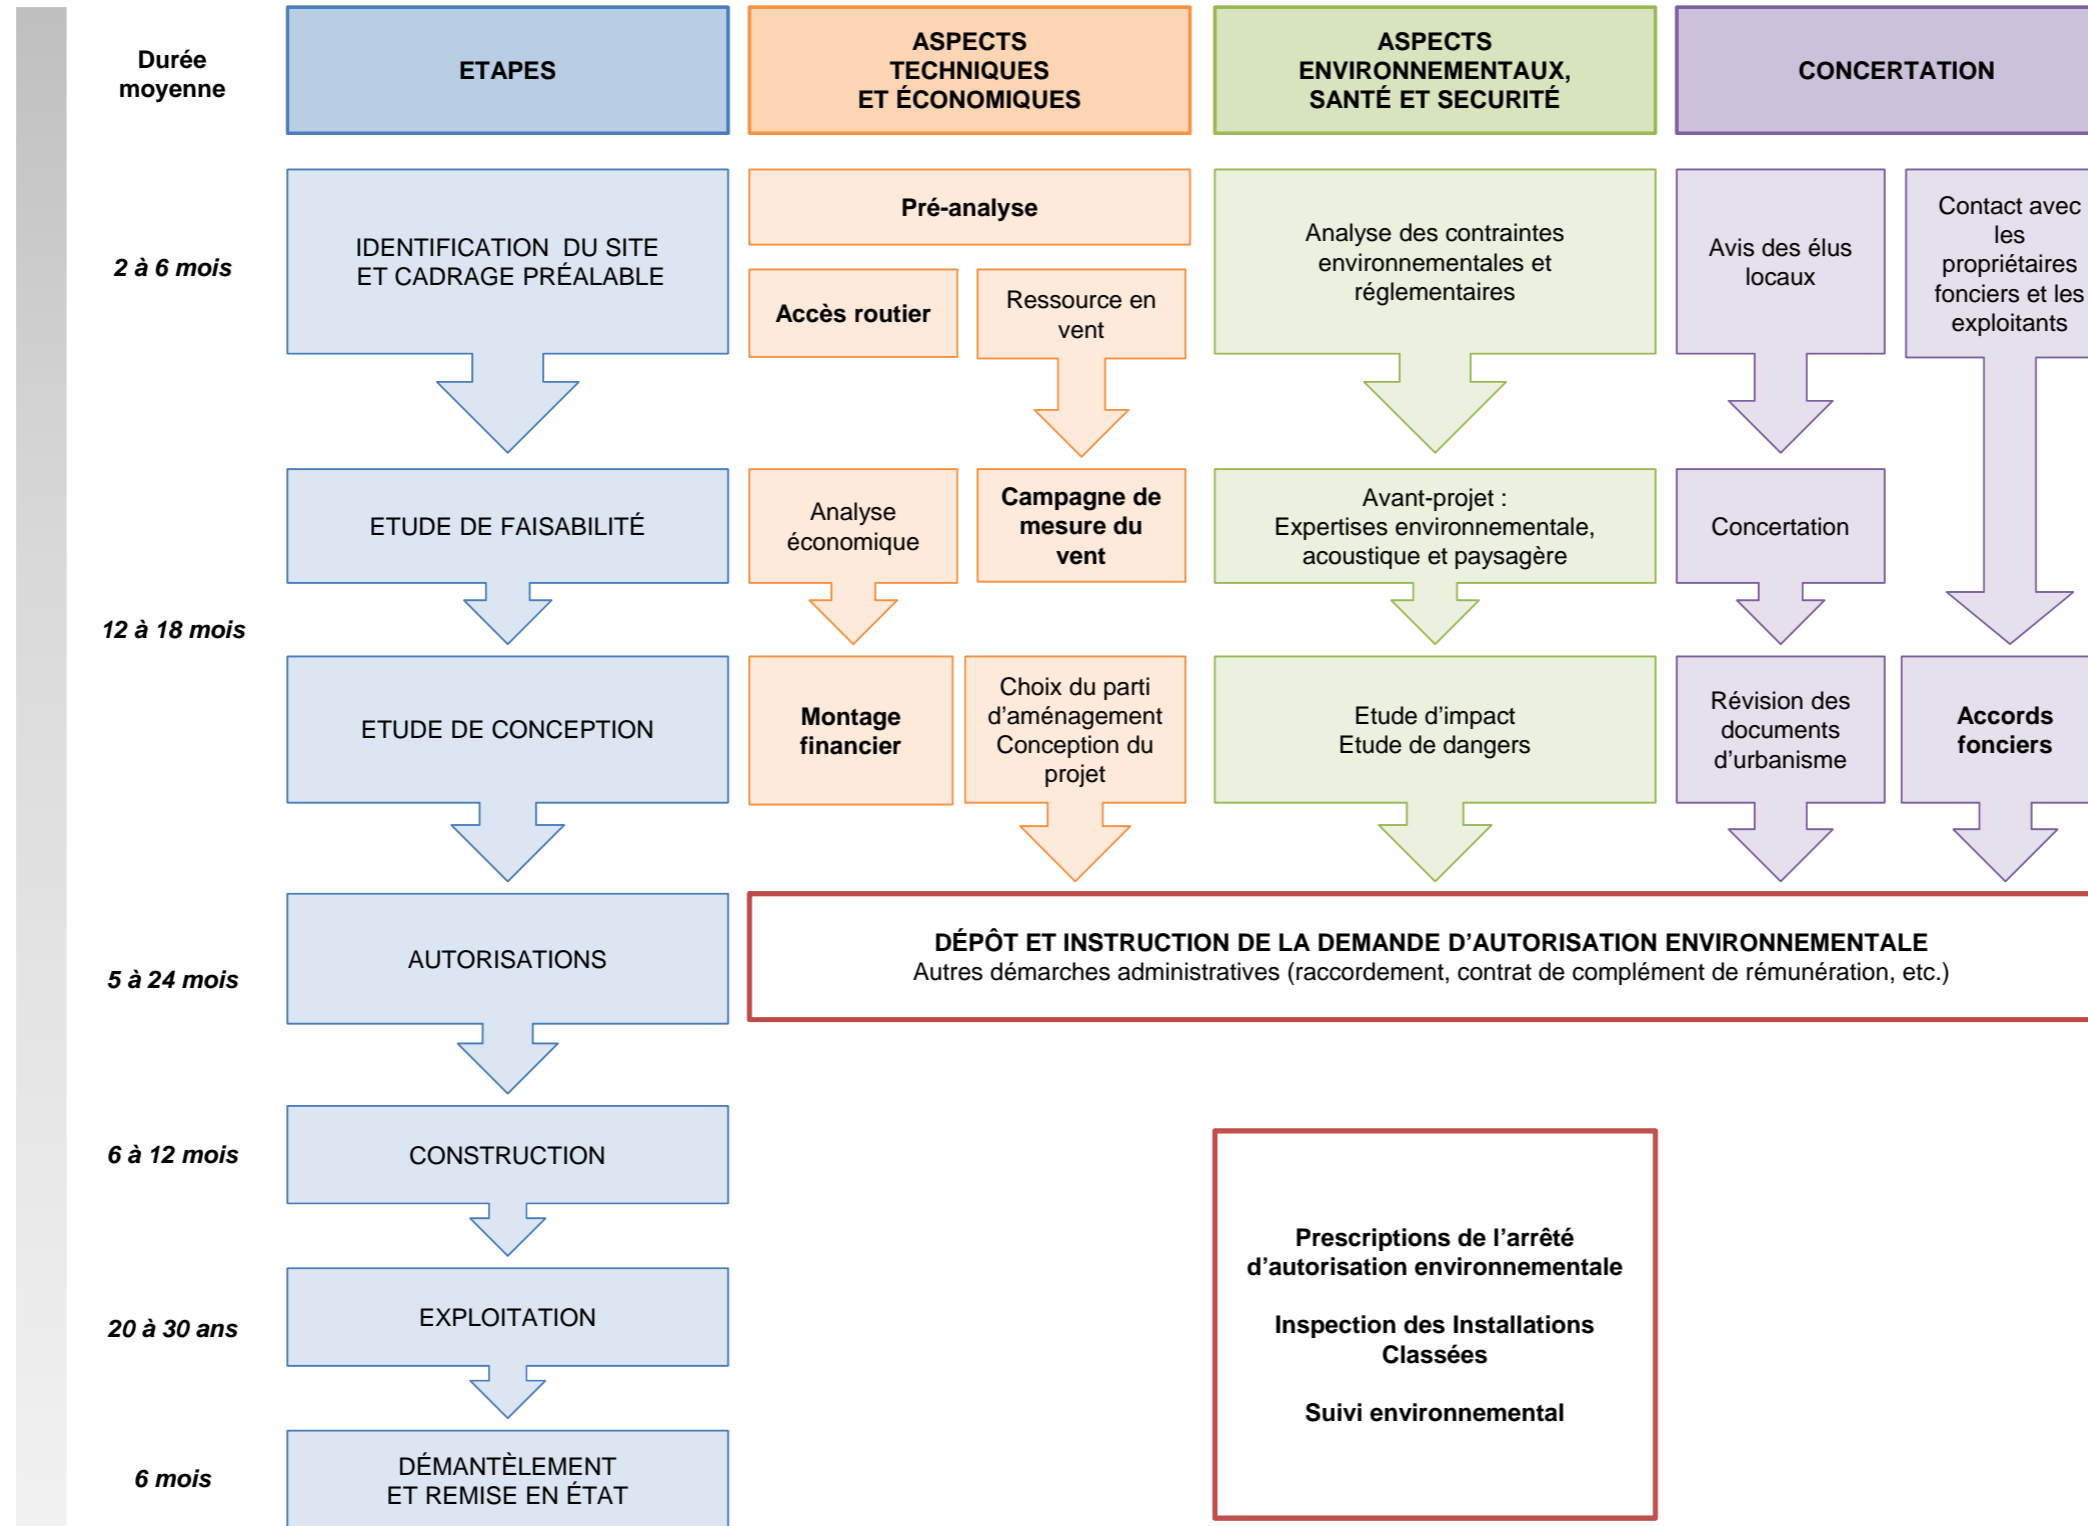 Durée
moyenne
ETAPES
ASPECTS
TECHNIQUES
ET ÉCONOMIQUES
ASPECTS
ENVIRONNEMENTAUX,
SANTÉ ET SECURITÉ
CONCERTATION
2 à 6 mois
IDENTIFICATION DU SITE
ET CADRAGE PRÉALABLE
Pré-analyse
Accès routier
Ressource en
vent
Analyse des contraintes
environnementales et
réglementaires
Avis des élus
locaux
Contact avec
les
propriétaires
fonciers et les
exploitants
12 à 18 mois
ETUDE DE FAISABILITÉ
Analyse
économique
Campagne de
mesure du
vent
Avant-projet :
Expertises environnementale,
acoustique et paysagère
Concertation
ETUDE DE CONCEPTION
Montage
financier
Choix du parti
d’aménagement
Conception du
projet
Etude d’impact
Etude de dangers
Révision des
documents
d’urbanisme
Accords
fonciers
5 à 24 mois
AUTORISATIONS
DÉPÔT ET INSTRUCTION DE LA DEMANDE D’AUTORISATION ENVIRONNEMENTALE
Autres démarches administratives (raccordement, contrat de complément de rémunération, etc.)
6 à 12 mois
CONSTRUCTION
20 à 30 ans
EXPLOITATION
6 mois
DÉMANTÈLEMENT
ET REMISE EN ÉTAT
Prescriptions de l’arrêté
d’autorisation environnementale
Inspection des Installations
Classées
Suivi environnemental